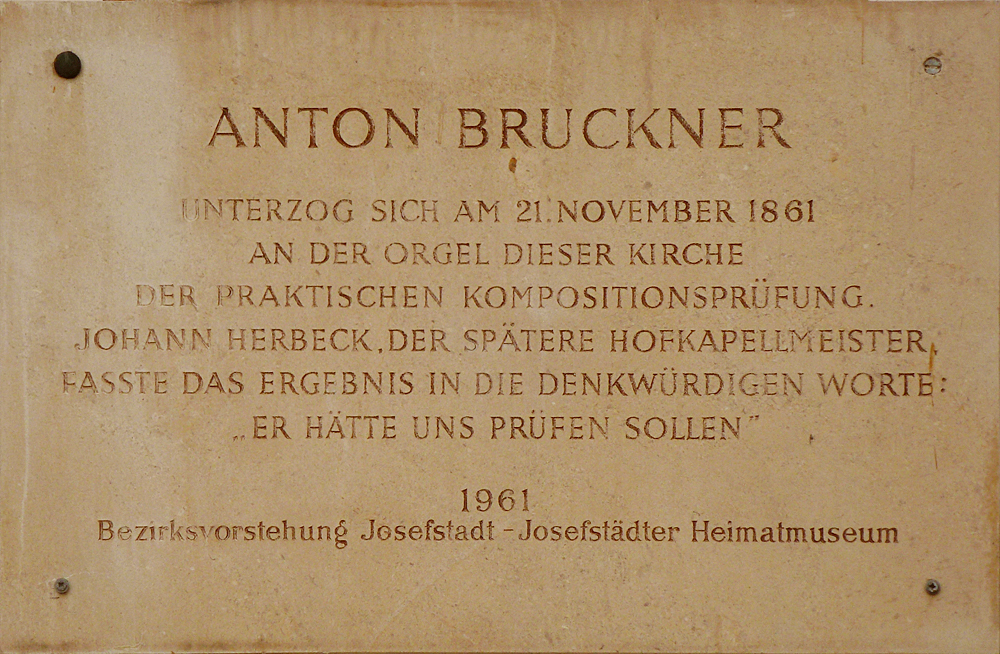 ANTON BRUCKNER
UNTERZOG SICH AM 21. NOVEMBER 1861
AN DER ORGEL DIESER KIRCHE
DER PRAKTISCHEN KOMPOSITIONSPRÜFUNG.
JOHANN HERBECK, DER SPÄTERE HOFKAPELLMEISTER,
FASSTE DAS ERGEBNIS IN DIE DENKWÜRDIGEN WORTE:
„ER HÄTTE UNS PRÜFEN SOLLEN”
1961
Bezirksvorstehung Josefstadt - Josefstädter Heimatmuseum